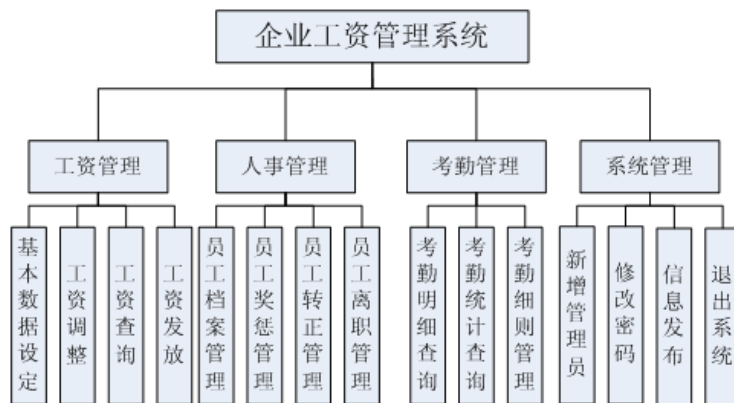 企业工资管理系统
工资管理
人事管理
考勤管理
系统管理
基本数据设定
工资调整
工资查询
工资发放
员工档案管理
员工奖惩管理
员工转正管理
员工离职管理
考勤明细查询
考勤统计查询
考勤细则管理
新增管理员
修改密码
信息发布
退出系统